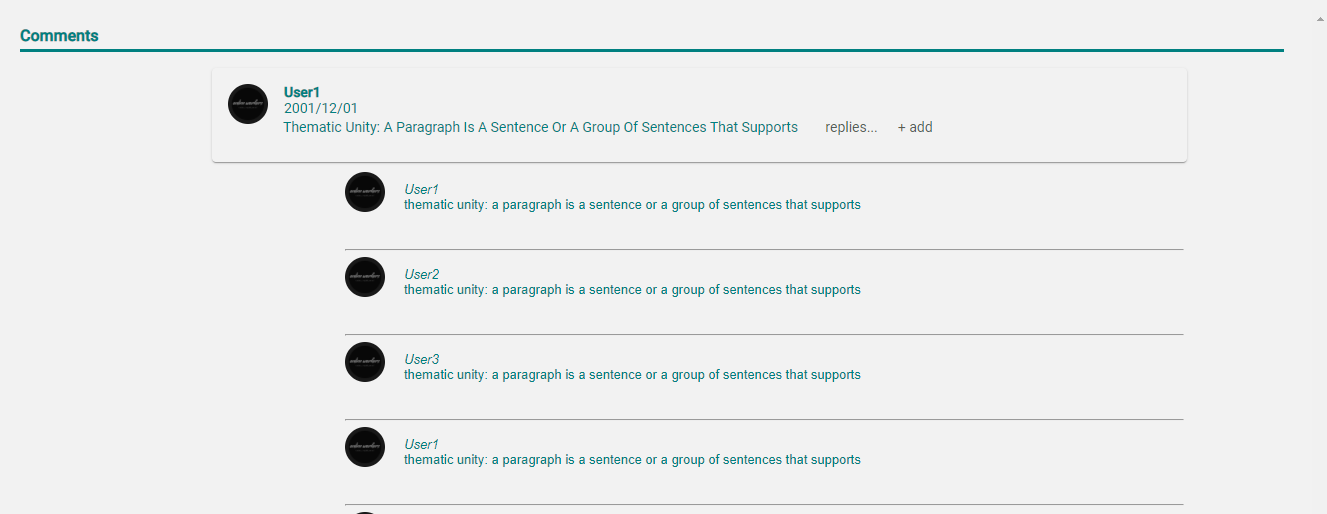 Comments
User1
2001/12/01
Thematic Unity: A Paragraph Is A Sentence Or A Group Of Sentences That Supports replies... + add
User1
thematic unity: a paragraph is a sentence or a group of sentences that supports
User2
thematic unity: a paragraph is a sentence or a group of sentences that supports
User3
thematic unity: a paragraph is a sentence or a group of sentences that supports
User1
thematic unity: a paragraph is a sentence or a group of sentences that supports